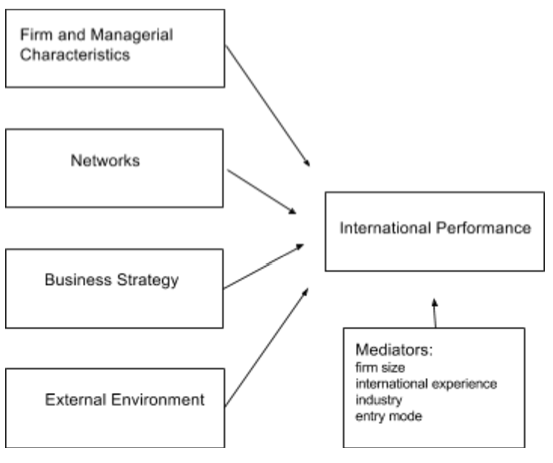 Firm and Managerial
Characteristics
Networks
Business Strategy
External Environment
International Performance
Mediators:
firm size
international experience
industry
entry mode